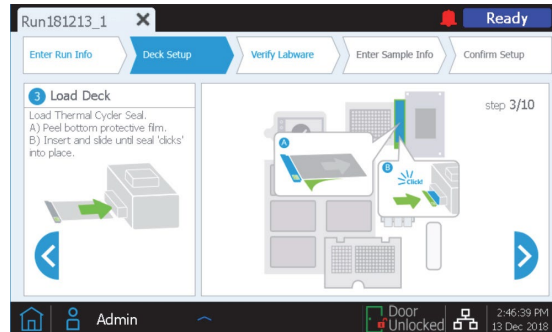 Run181213_1
Ready
Enter Run Info
Deck Setup
Verify Labware
Enter Sample Info
Confirm Setup
3 Load Deck
Load Thermal Cycler Seal.
A) Peel bottom protective film.
B) Insert and slide until seal 'clicks'
into place.
step 3/10
A
B
Click!
Admin
Door
Unlocked
2:46:39 PM
13 Dec 2018